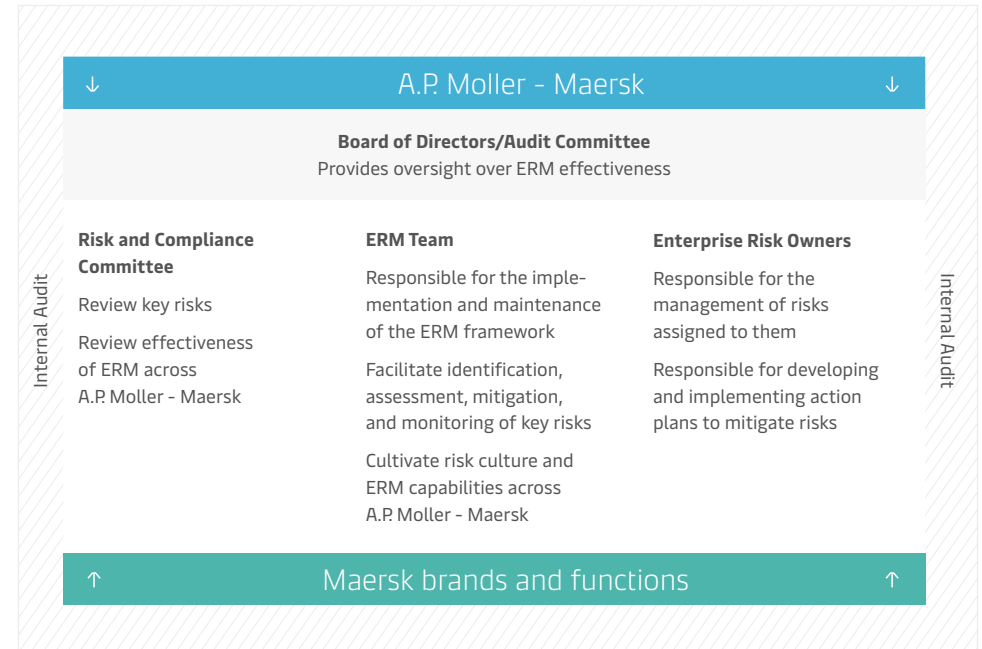 ↓ A.P. Moller - Maersk ↓
Board of Directors/Audit Committee
Provides oversight over ERM effectiveness
Internal Audit
Risk and Compliance
Committee
Review key risks
Review effectiveness
of ERM across
A.P. Moller - Maersk
ERM Team
Responsible for the imple-
mentation and maintenance
of the ERM framework
Facilitate identification,
assessment, mitigation,
and monitoring of key risks
Cultivate risk culture and
ERM capabilities across
A.P. Moller - Maersk
Enterprise Risk Owners
Responsible for the
management of risks
assigned to them
Responsible for developing
and implementing action
plans to mitigate risks
Internal Audit
↑ Maersk brands and functions ↑